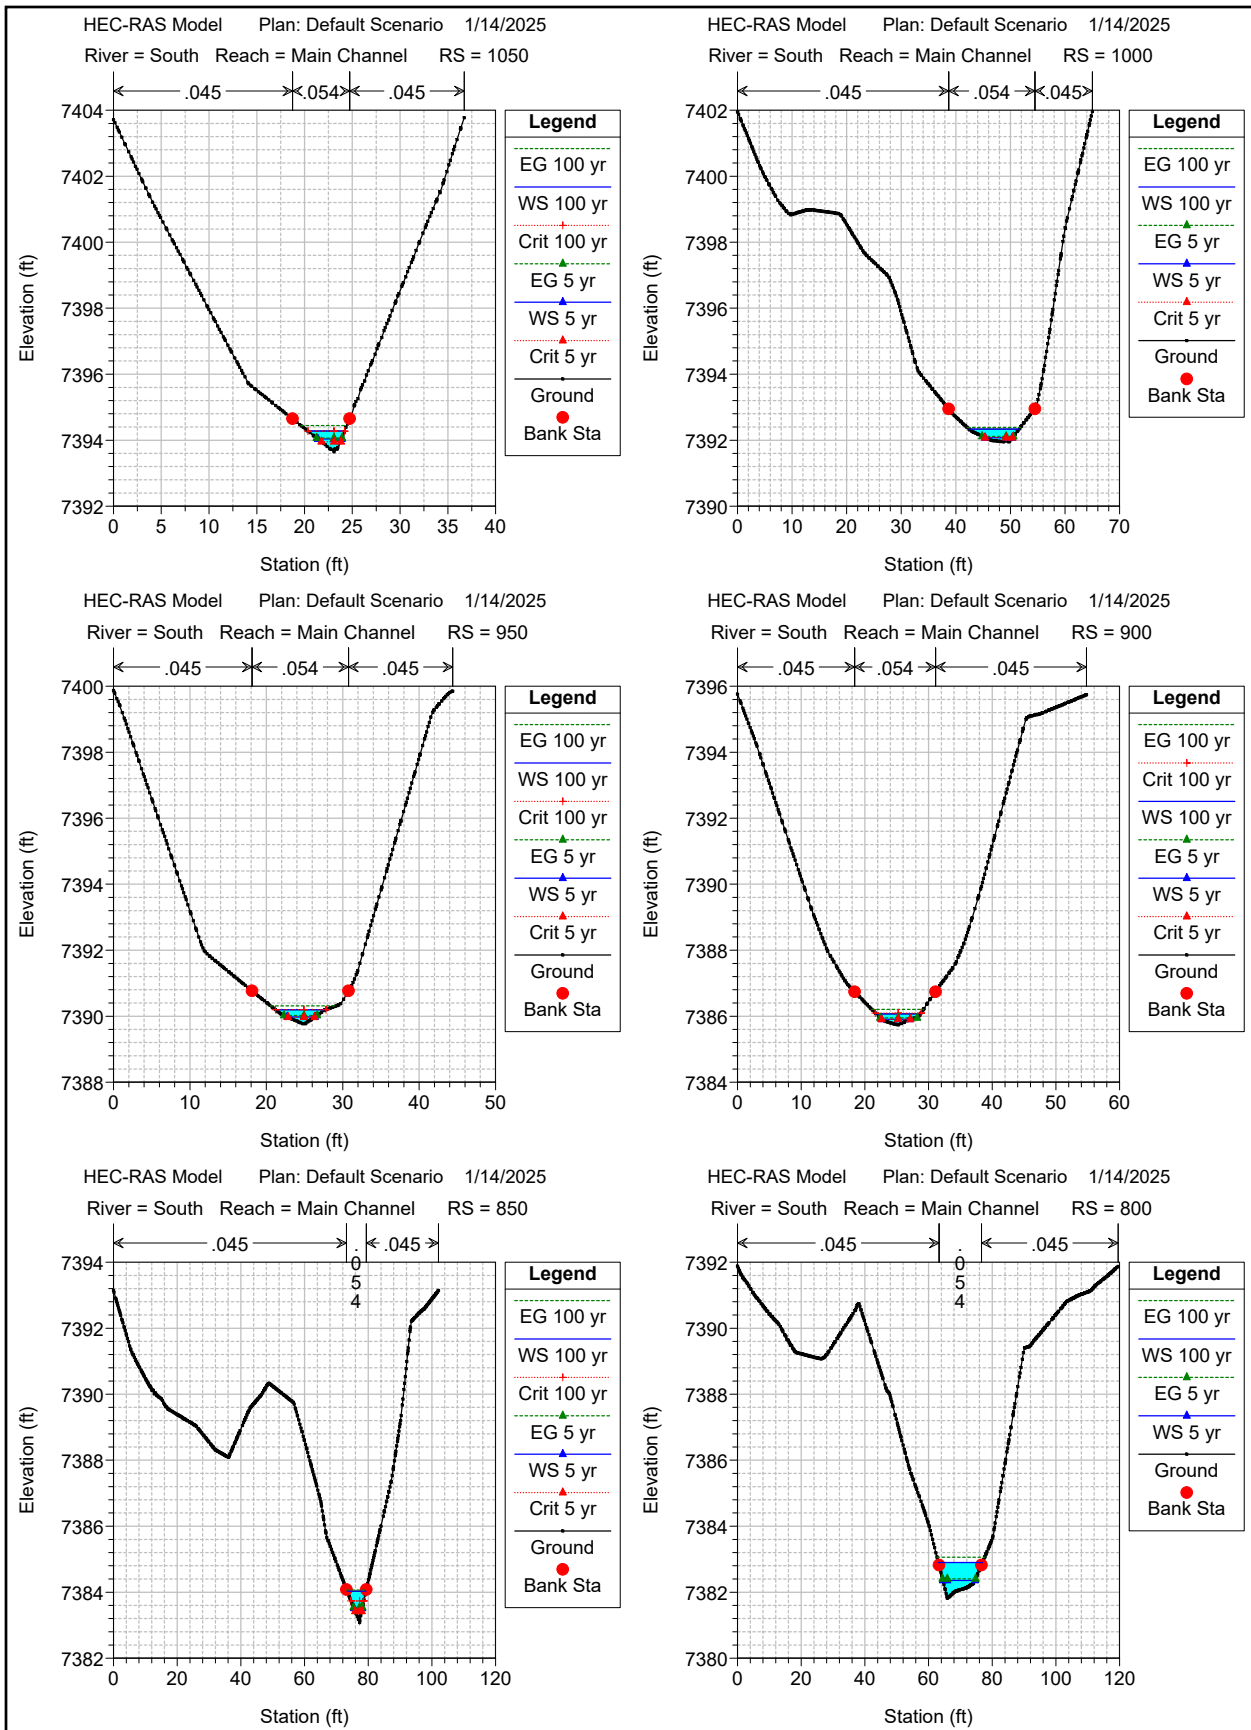 HEC-RAS Model Plan: Default Scenario 1/14/2025
River = South Reach = Main Channel RS = 1050
.045 .054 .045
7404
7402
7400
7398
7396
7394
7392
Elevation (ft)
0 5 10 15 20 25 30 35 40
Station (ft)
Legend
EG 100 yr
WS 100 yr
Crit 100 yr
EG 5 yr
WS 5 yr
Crit 5 yr
Ground
Bank Sta
HEC-RAS Model Plan: Default Scenario 1/14/2025
River = South Reach = Main Channel RS = 1000
.045 .054 .045
7402
7400
7398
7396
7394
7392
7390
Elevation (ft)
0 10 20 30 40 50 60 70
Station (ft)
Legend
EG 100 yr
WS 100 yr
EG 5 yr
WS 5 yr
Crit 5 yr
Ground
Bank Sta
HEC-RAS Model Plan: Default Scenario 1/14/2025
River = South Reach = Main Channel RS = 950
.045 .054 .045
7400
7398
7396
7394
7392
7390
7388
Elevation (ft)
0 10 20 30 40 50
Station (ft)
Legend
EG 100 yr
WS 100 yr
Crit 100 yr
EG 5 yr
WS 5 yr
Crit 5 yr
Ground
Bank Sta
HEC-RAS Model Plan: Default Scenario 1/14/2025
River = South Reach = Main Channel RS = 900
.045 .054 .045
7396
7394
7392
7390
7388
7386
7384
Elevation (ft)
0 10 20 30 40 50 60
Station (ft)
Legend
EG 100 yr
Crit 100 yr
WS 100 yr
EG 5 yr
WS 5 yr
Crit 5 yr
Ground
Bank Sta
HEC-RAS Model Plan: Default Scenario 1/14/2025
River = South Reach = Main Channel RS = 850
.045 .054 .045
7394
7392
7390
7388
7386
7384
7382
Elevation (ft)
0 20 40 60 80 100 120
Station (ft)
Legend
EG 100 yr
WS 100 yr
Crit 100 yr
EG 5 yr
WS 5 yr
Crit 5 yr
Ground
Bank Sta
HEC-RAS Model Plan: Default Scenario 1/14/2025
River = South Reach = Main Channel RS = 800
.045 .054 .045
7392
7390
7388
7386
7384
7382
7380
Elevation (ft)
0 20 40 60 80 100 120
Station (ft)
Legend
EG 100 yr
WS 100 yr
EG 5 yr
WS 5 yr
Ground
Bank Sta